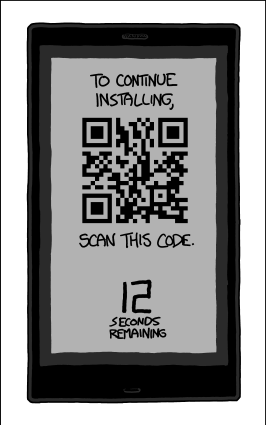 TO CONTINUE
INSTALLING,
SCAN THIS CODE.
12
SECONDS
REMAINING